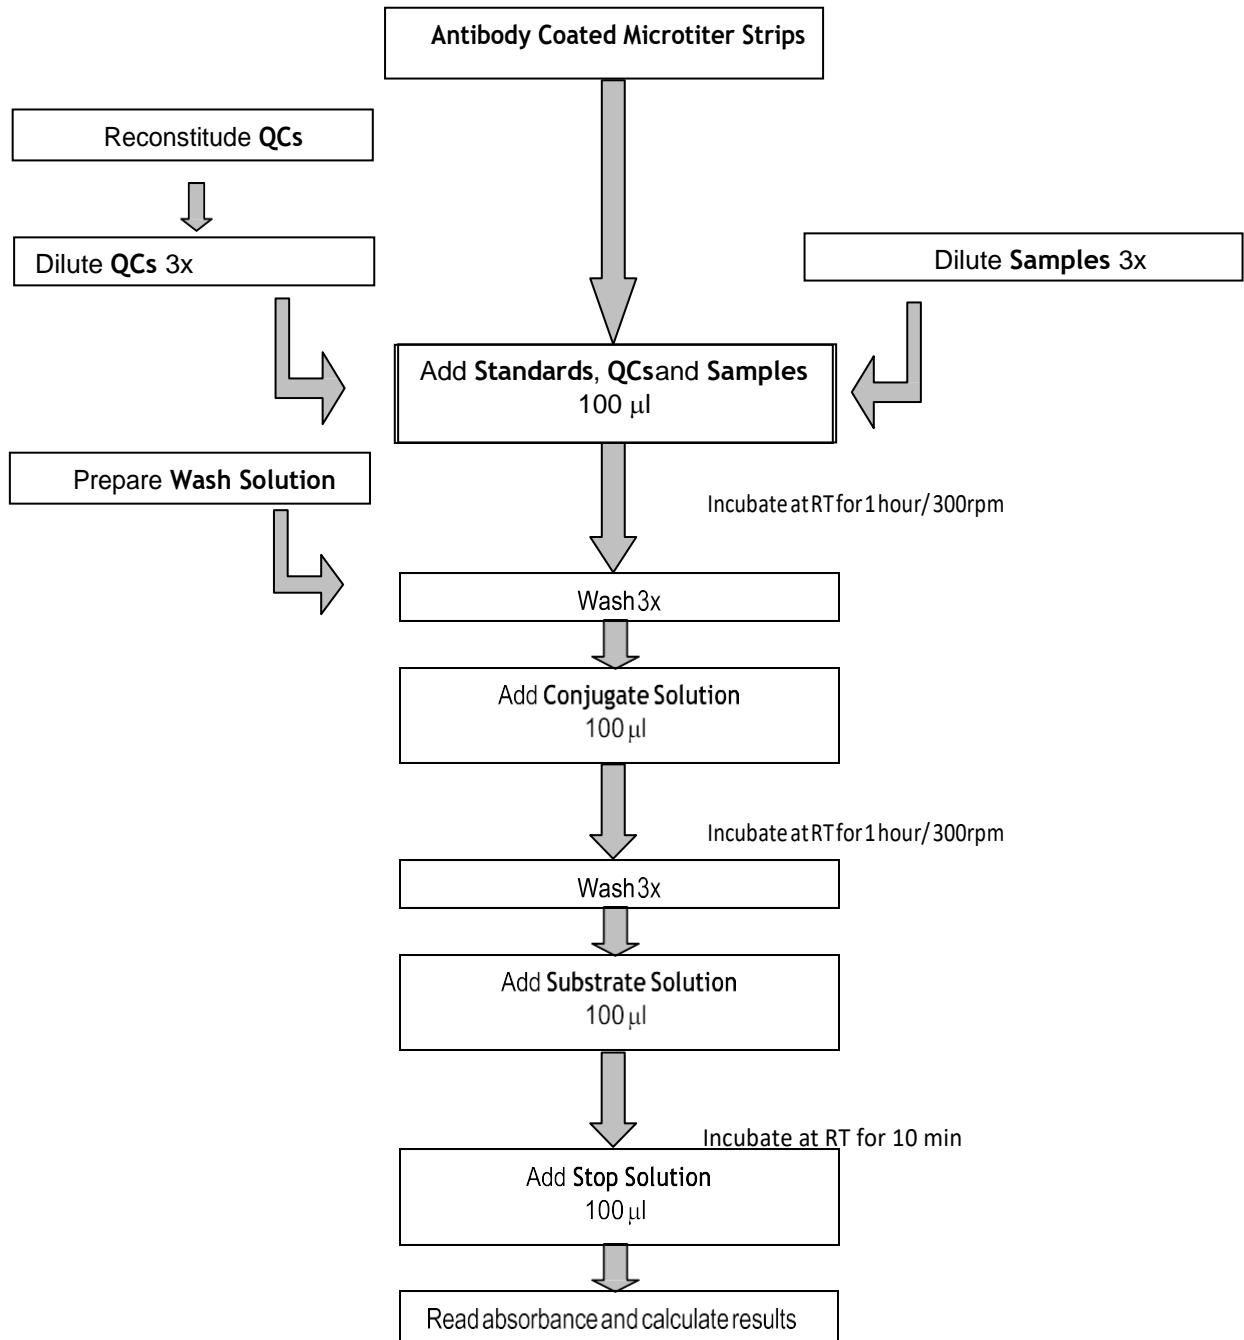 Antibody Coated Microtiter Strips
Reconstitude QCs
Dilute QCs 3x
Dilute Samples 3x
Add Standards, QCsand Samples
100 µl
Prepare Wash Solution
Incubate at RT for 1 hour/ 300rpm
Wash 3x
Add Conjugate Solution
100 µl
Incubate at RT for 1 hour/ 300rpm
Wash 3x
Add Substrate Solution
100 µl
Incubate at RT for 10 min
Add Stop Solution
100 µl
Read absorbance and calculate results